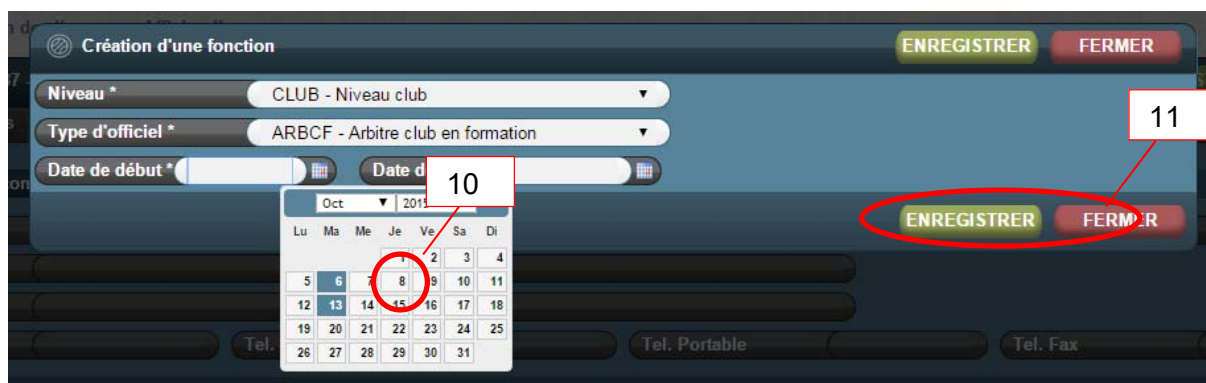 Création d'une fonction ENREGISTRER FERMER
Niveau * CLUB - Niveau club
11
Type d'officiel * ARBCF - Arbitre club en formation
Date de début * Date d
10
Oct
ENREGISTRER FERMER
Lu Ma Me Je Ve Sa Di
1 2 3 4
5 6 7 8 9 10 11
12 13 14 15 16 17 18
19 20 21 22 23 24 25
Tel. Tel. Portable Tel. Fax
26 27 28 29 30 31